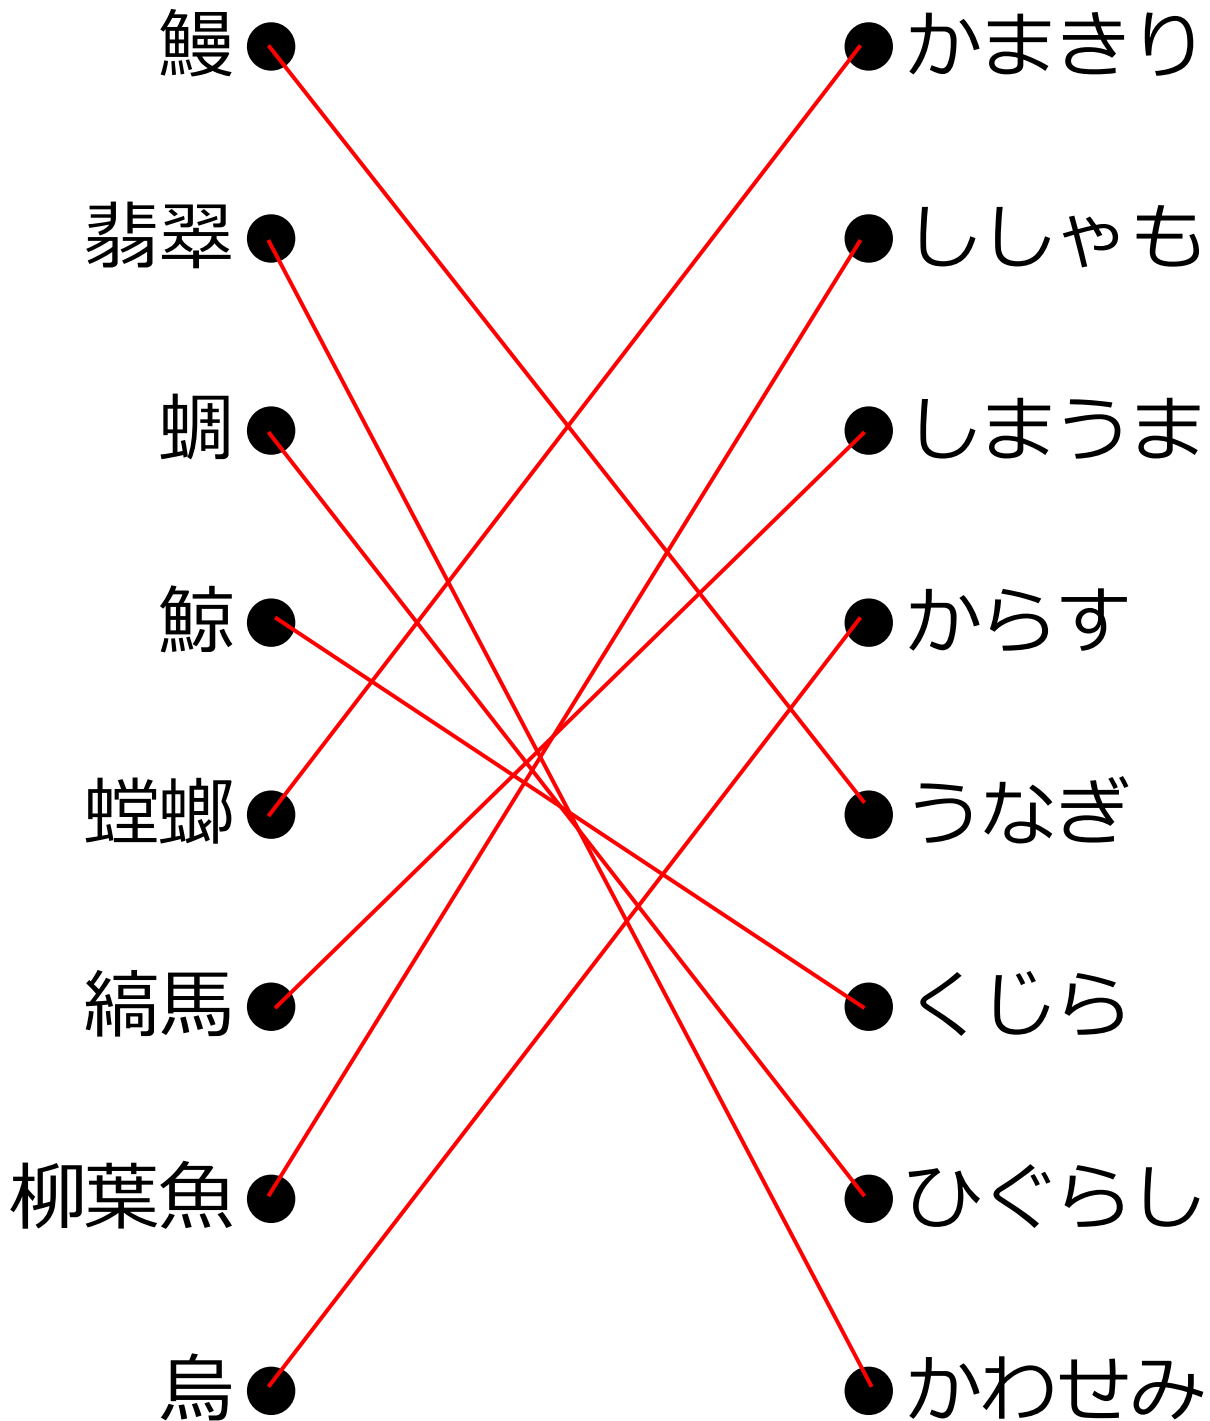 鰻 かまきり
翡翠 ししゃも
蜩 しまうま
鯨 からす
螳螂 うなぎ
縞馬 くじら
柳葉魚 ひぐらし
烏 かわせみ